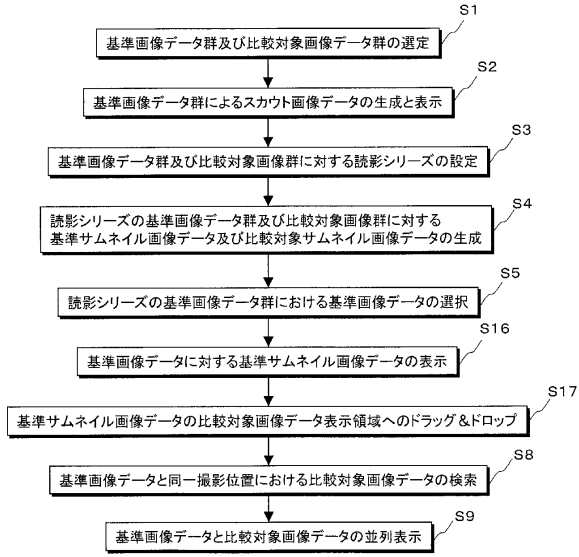 S1
基準画像データ群及び比較対象画像データ群の選定
S2
基準画像データ群によるスカウト画像データの生成と表示
S3
基準画像データ群及び比較対象画像群に対する読影シリーズの設定
S4
読影シリーズの基準画像データ群及び比較対象画像群に対する
基準サムネイル画像データ及び比較対象サムネイル画像データの生成
S5
読影シリーズの基準画像データ群における基準画像データの選択
S16
基準画像データに対する基準サムネイル画像データの表示
S17
基準サムネイル画像データの比較対象画像データ表示領域へのドラッグ&ドロップ
S8
基準画像データと同一撮影位置における比較対象画像データの検索
S9
基準画像データと比較対象画像データの並列表示